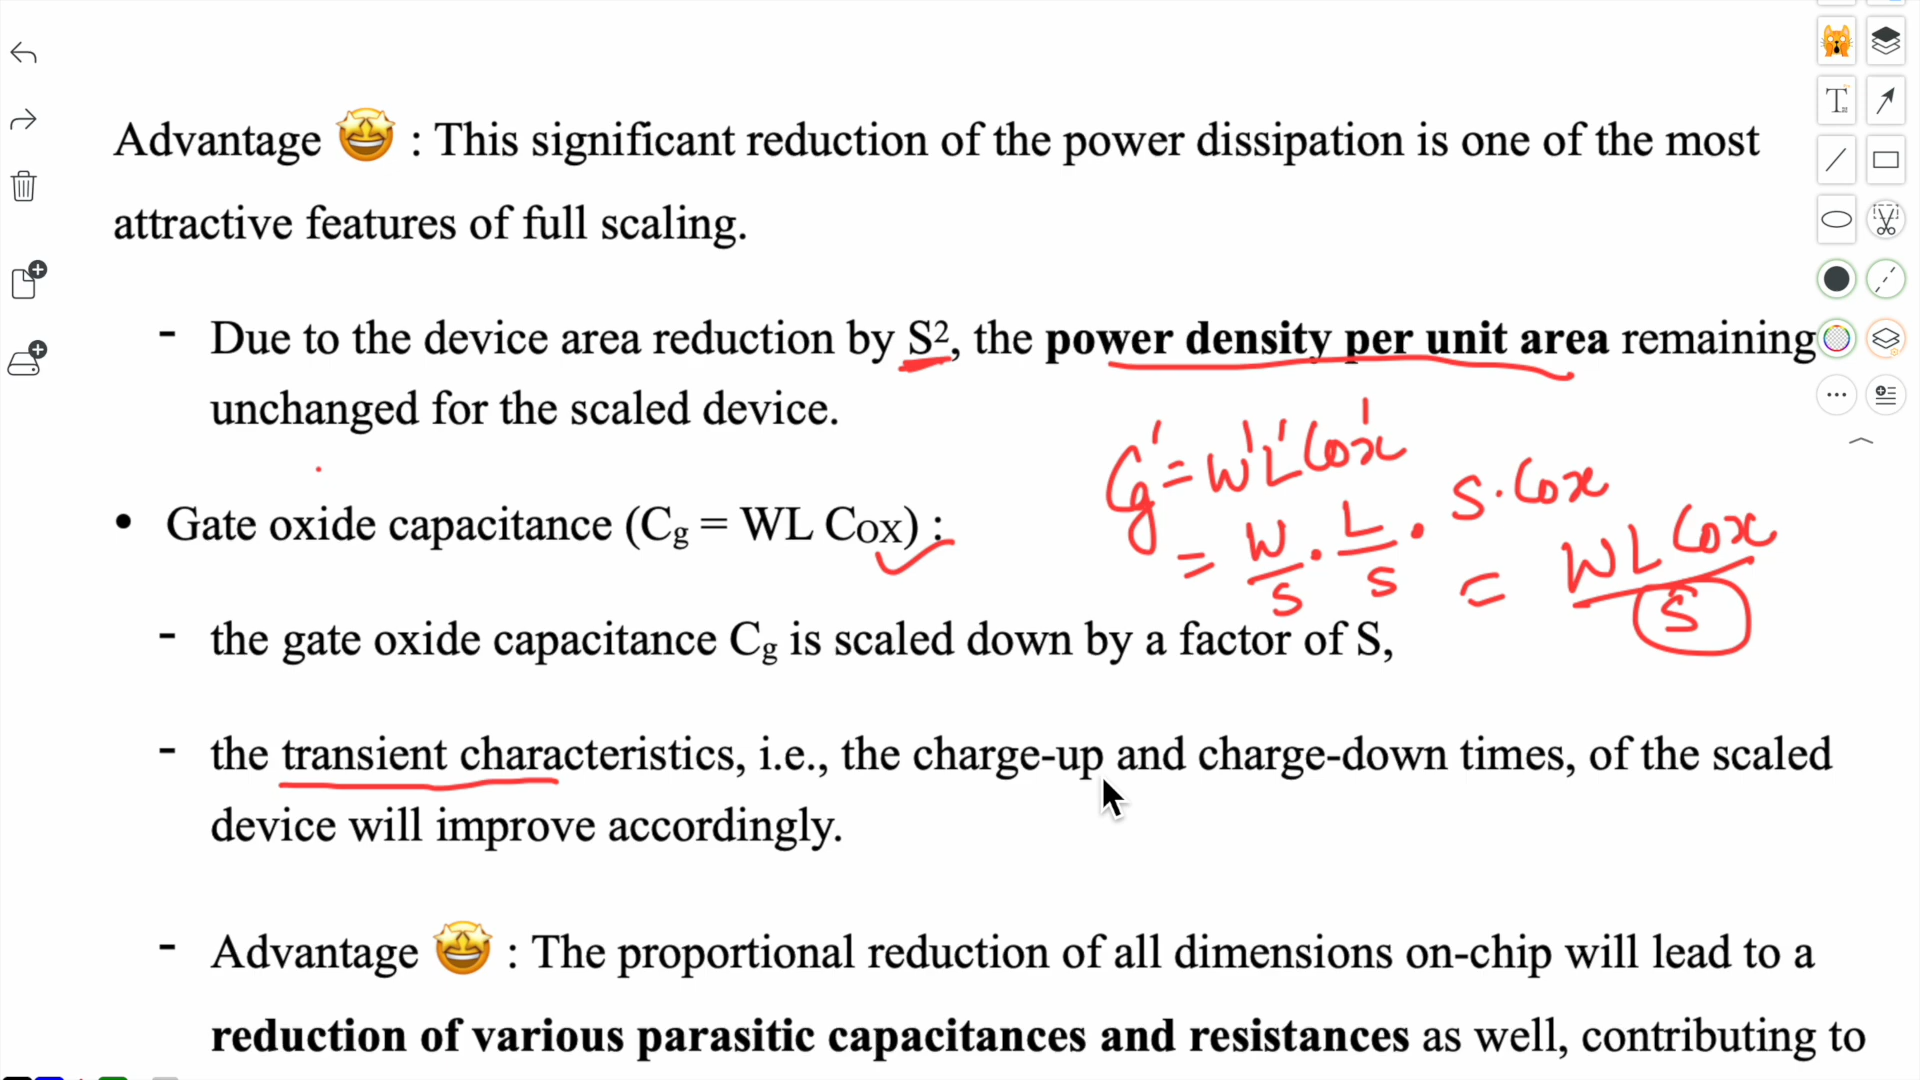 Advantage 🤩 : This significant reduction of the power dissipation is one of the most
attractive features of full scaling.
- Due to the device area reduction by S², the power density per unit area remaining
unchanged for the scaled device.
Cg' = W'L'Cox'
= W/S · L/S · S · Cox = WLCox/S
• Gate oxide capacitance (Cg = WL Cox) :
- the gate oxide capacitance Cg is scaled down by a factor of S,
- the transient characteristics, i.e., the charge-up and charge-down times, of the scaled
device will improve accordingly.
- Advantage 🤩 : The proportional reduction of all dimensions on-chip will lead to a
reduction of various parasitic capacitances and resistances as well, contributing to